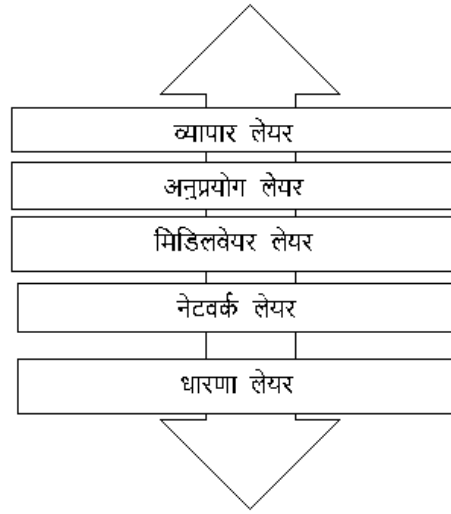 व्यापार लेयर
अनुप्रयोग लेयर
मिडिलवेयर लेयर
नेटवर्क लेयर
धारणा लेयर